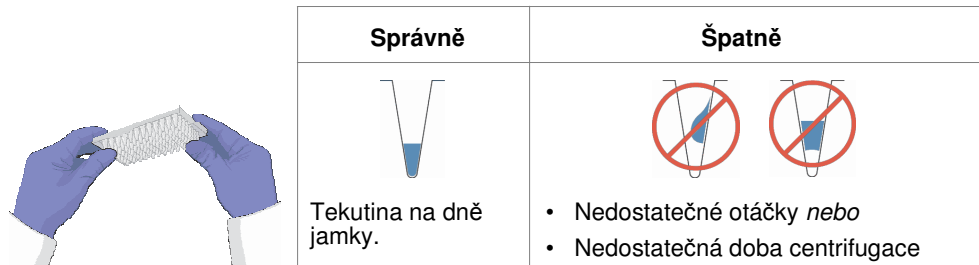 Správně
Špatně
Tekutina na dně
jamky.
• Nedostatečné otáčky nebo
• Nedostatečná doba centrifugace